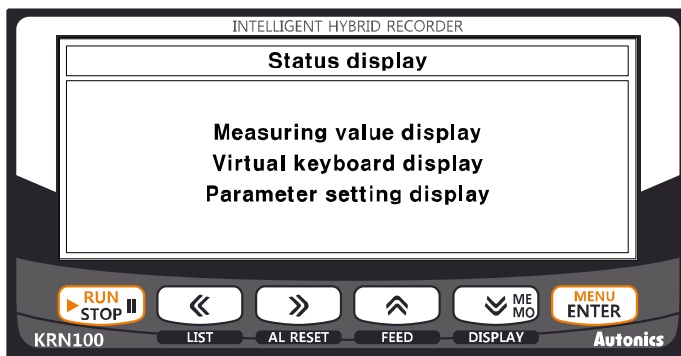 INTELLIGENT HYBRID RECORDER
Status display
Measuring value display
Virtual keyboard display
Parameter setting display
RUN
STOP
ME
MO
MENU
ENTER
KRN100
LIST
AL RESET
FEED
DISPLAY
Autonics